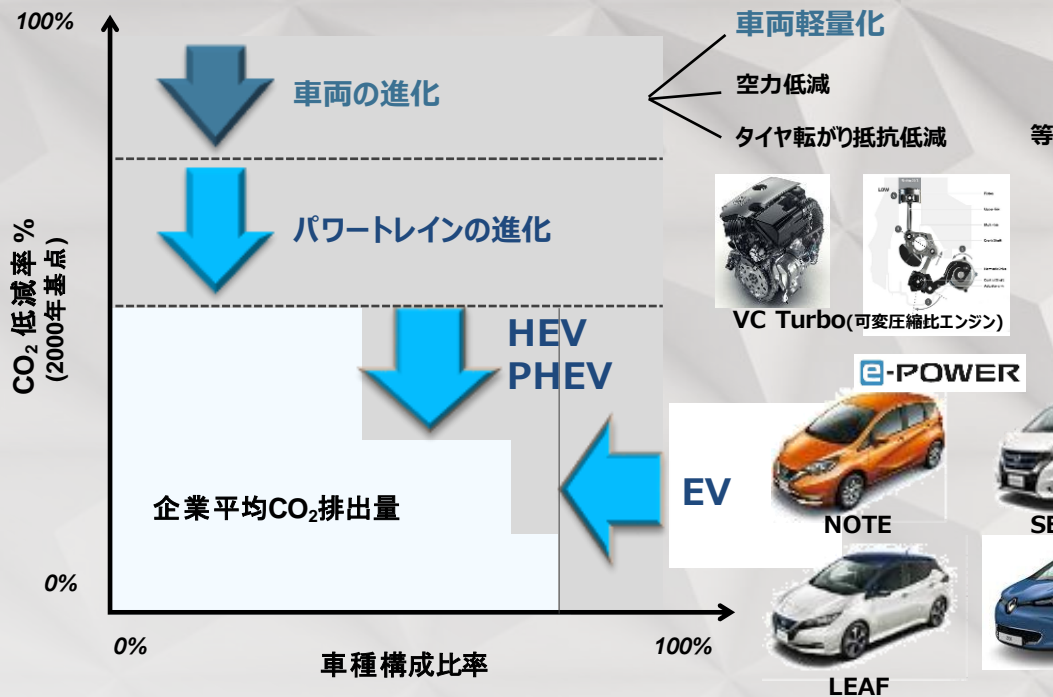 100%
車両の進化
パワートレインの進化
HEV
PHEV
EV
企業平均CO₂排出量
CO₂ 低減率 %
(2000年基点)
0%
0%
車種構成比率
100%
車両軽量化
空力低減
タイヤ転がり抵抗低減
等
LOW
VC Turbo(可変圧縮比エンジン)
e-POWER
NOTE
SE
LEAF